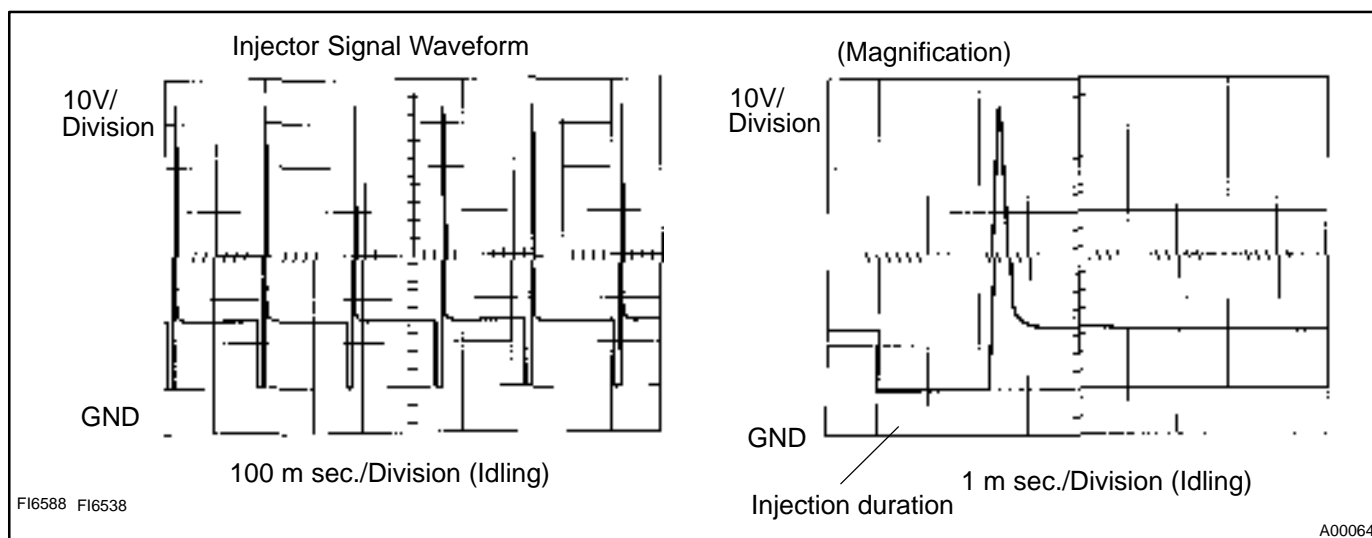 Injector Signal Waveform
(Magnification)
10V/
Division
10V/
Division
GND
GND
100 m sec./Division (Idling)
1 m sec./Division (Idling)
Injection duration
FI6588 FI6538
A00064